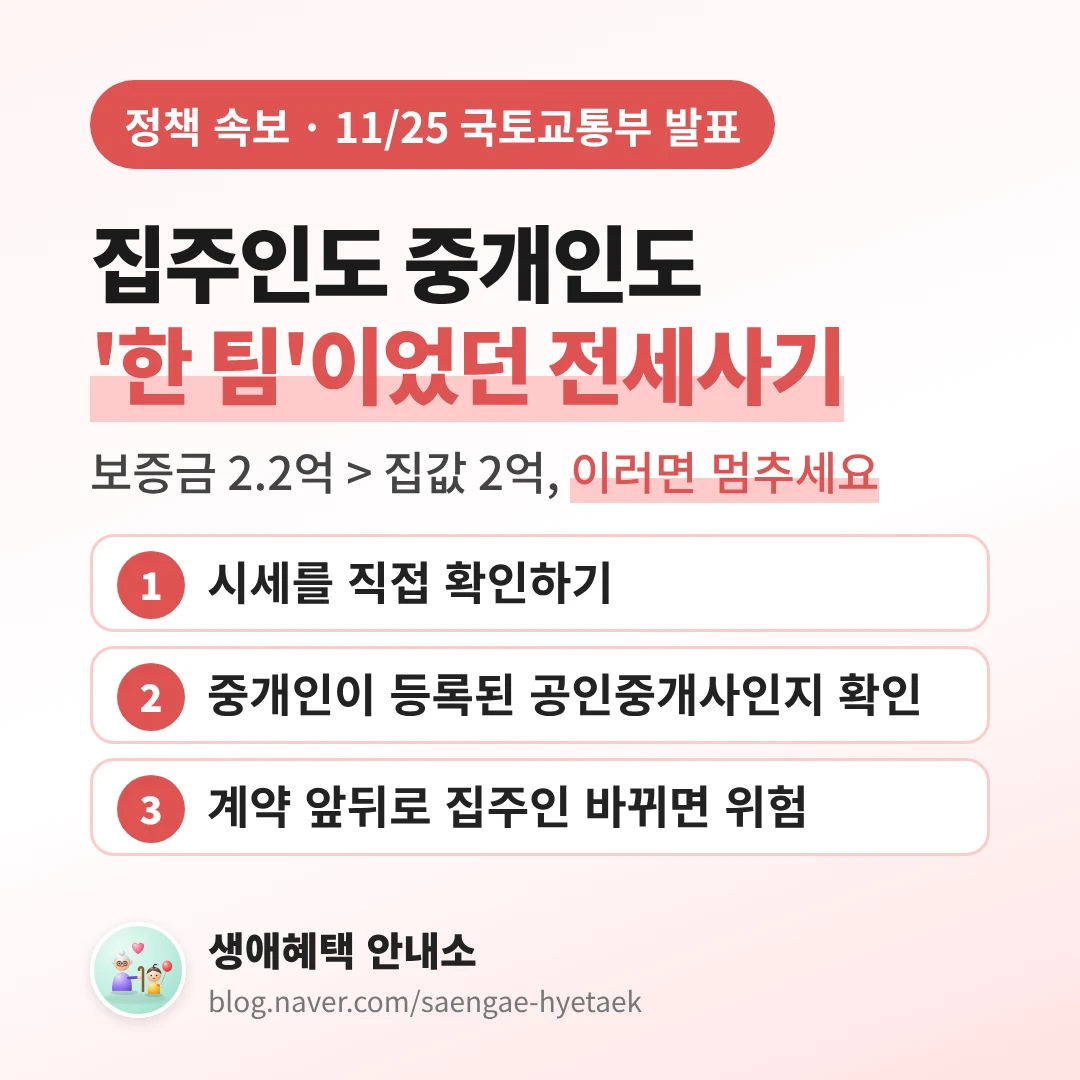 정책 속보 · 11/25 국토교통부 발표
집주인도 중개인도
'한 팀'이었던 전세사기
보증금 2.2억 > 집값 2억, 이러면 멈추세요
1 시세를 직접 확인하기
2 중개인이 등록된 공인중개사인지 확인
3 계약 앞뒤로 집주인 바뀌면 위험
생애혜택 안내소
blog.naver.com/saengae-hyetaek